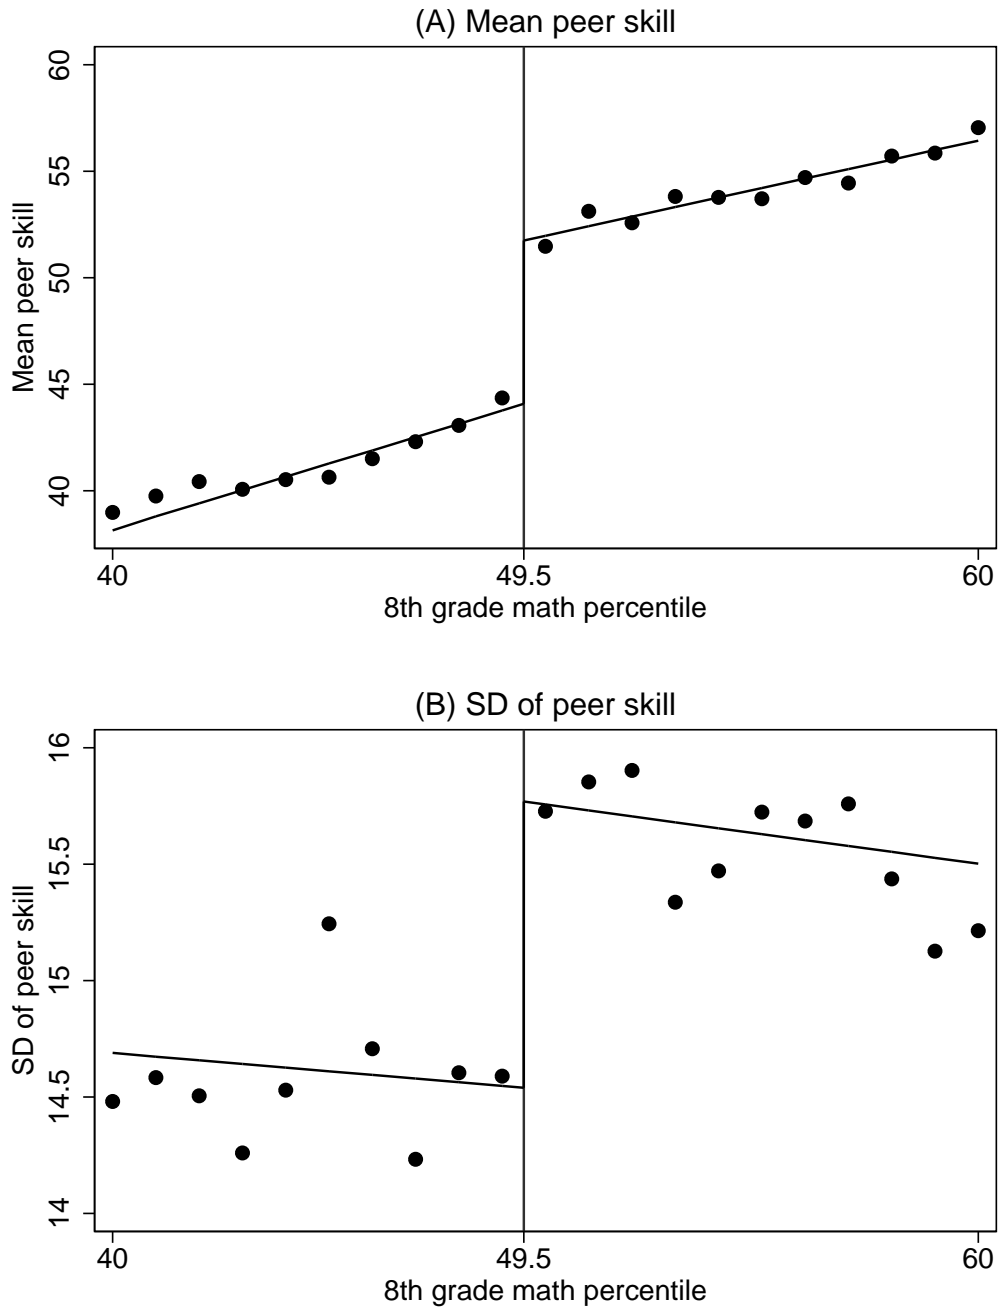 (A) Mean peer skill
Mean peer skill
60
55
50
45
40
40 49.5 60
8th grade math percentile
(B) SD of peer skill
SD of peer skill
16
15.5
15
14.5
14
40 49.5 60
8th grade math percentile